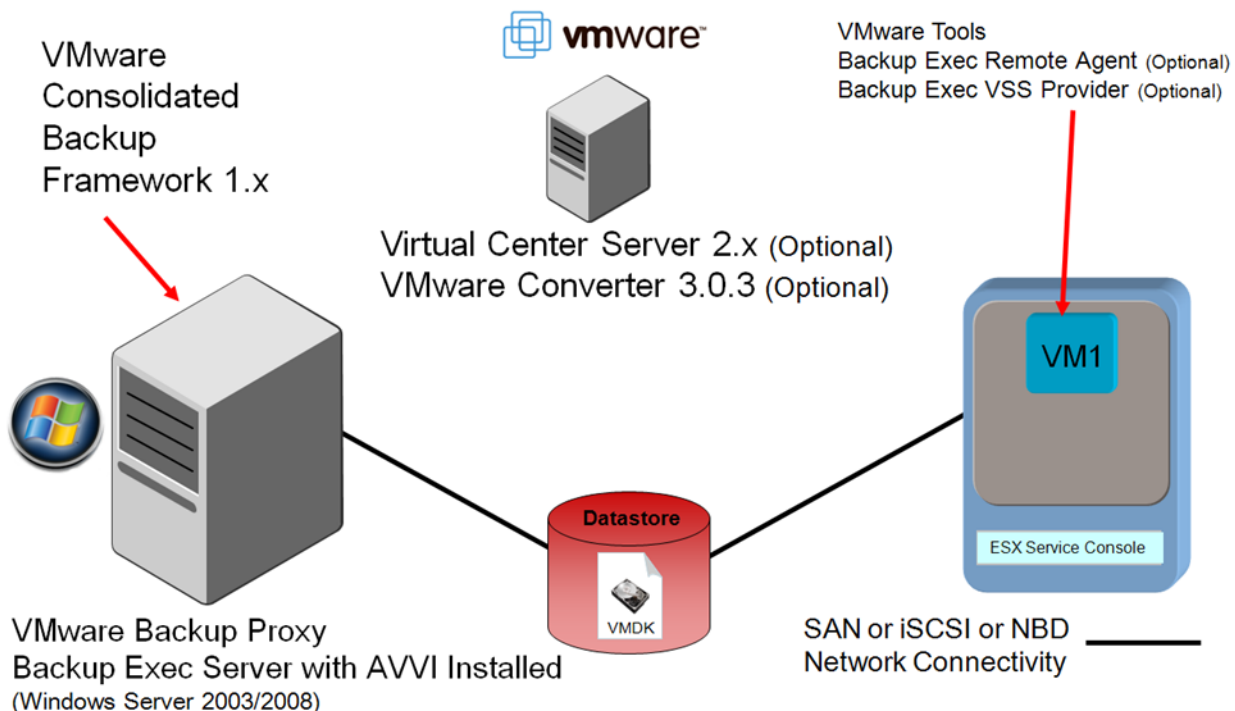 VMware
Consolidated
Backup
Framework 1.x
vmware™
VMware Tools
Backup Exec Remote Agent (Optional)
Backup Exec VSS Provider (Optional)
Virtual Center Server 2.x (Optional)
VMware Converter 3.0.3 (Optional)
VM1
ESX Service Console
Datastore
VMDK
VMware Backup Proxy
Backup Exec Server with AVVI Installed
(Windows Server 2003/2008)
SAN or iSCSI or NBD
Network Connectivity